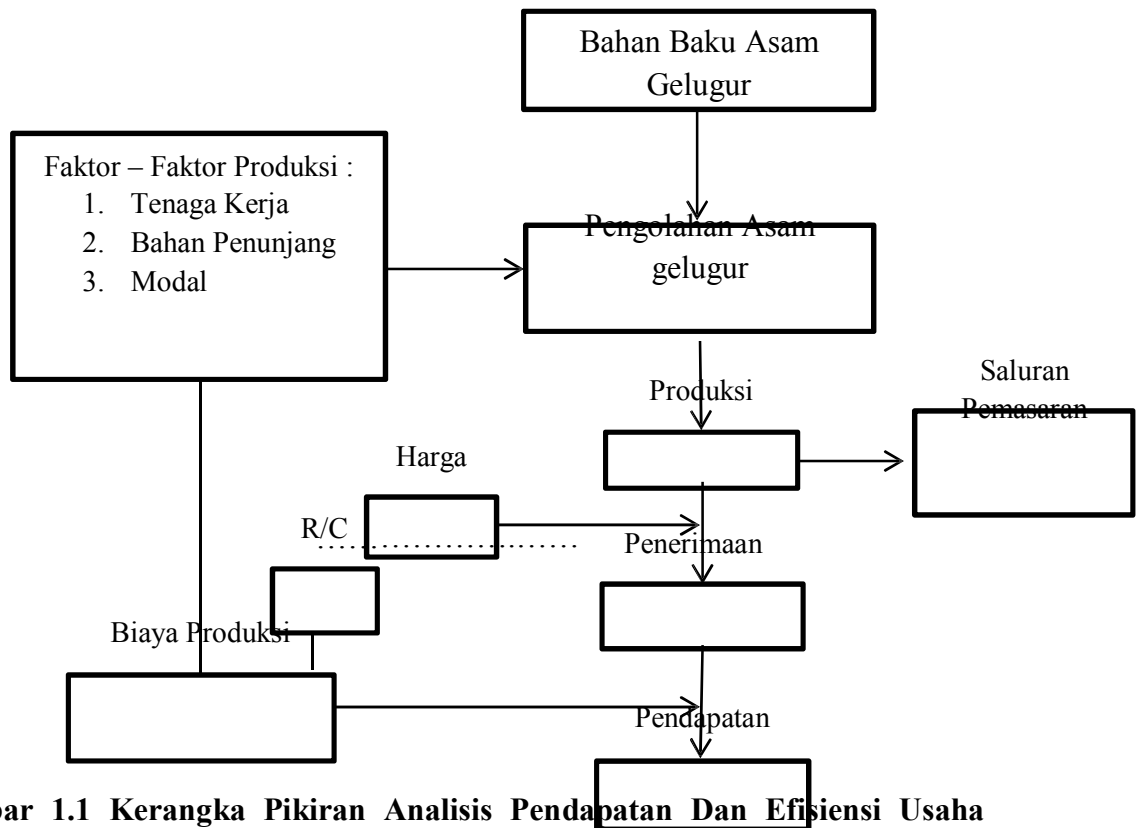 Bahan Baku Asam
Gelugur
Faktor – Faktor Produksi :
1. Tenaga Kerja
2. Bahan Penunjang
3. Modal
Pengolahan Asam
gelugur
Produksi
Saluran
Pemasaran
Harga
R/C
Penerimaan
Biaya Produksi
Pendapatan
bar 1.1 Kerangka Pikiran Analisis Pendapatan Dan Efisiensi Usaha